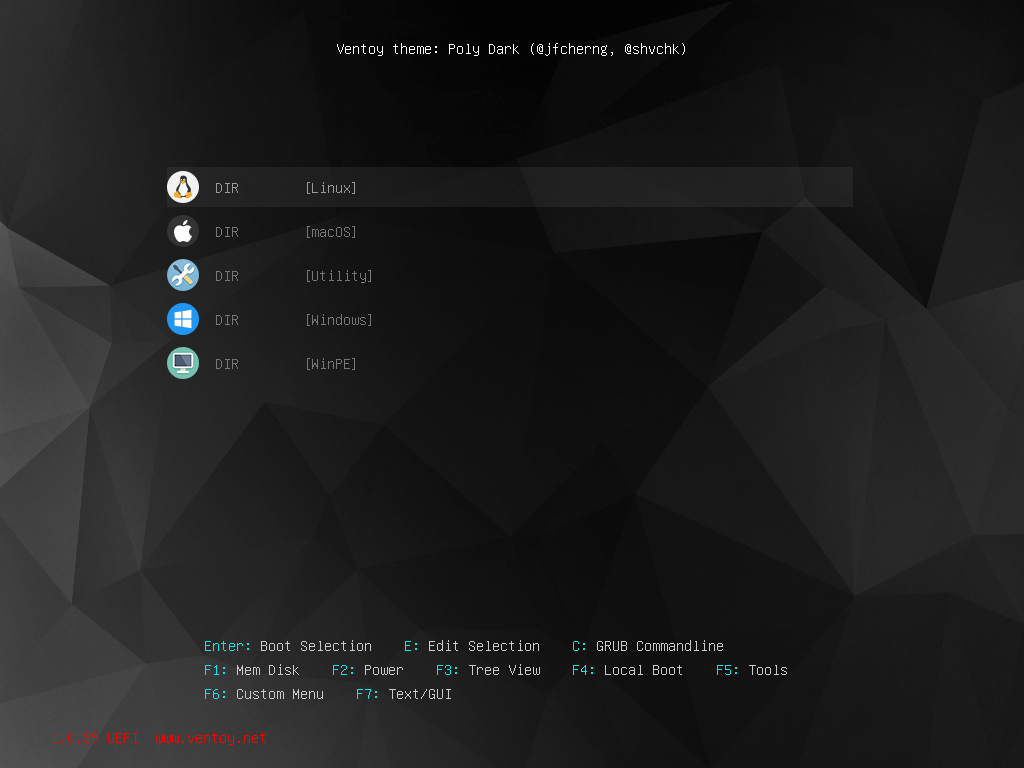 Ventoy theme: Poly Dark (@jfcherng, @shvchk)
DIR [Linux]
DIR [macOS]
DIR [Utility]
DIR [Windows]
DIR [WinPE]
Enter: Boot Selection E: Edit Selection C: GRUB Commandline
F1: Mem Disk F2: Power F3: Tree View F4: Local Boot F5: Tools
F6: Custom Menu F7: Text/GUI
UEFI www.ventoy.net